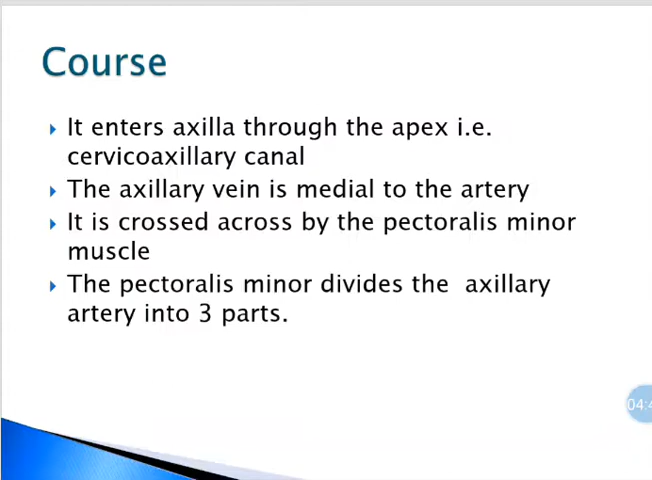 Course
It enters axilla through the apex i.e.
cervicoaxillary canal
The axillary vein is medial to the artery
It is crossed across by the pectoralis minor
muscle
The pectoralis minor divides the axillary
artery into 3 parts.